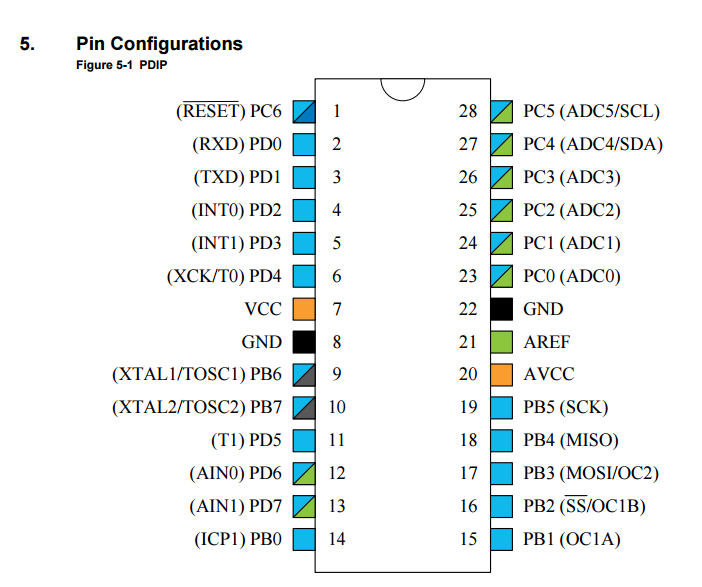 5. Pin Configurations
Figure 5-1 PDIP
(RESET) PC6 1 28 PC5 (ADC5/SCL)
(RXD) PD0 2 27 PC4 (ADC4/SDA)
(TXD) PD1 3 26 PC3 (ADC3)
(INT0) PD2 4 25 PC2 (ADC2)
(INT1) PD3 5 24 PC1 (ADC1)
(XCK/T0) PD4 6 23 PC0 (ADC0)
VCC 7 22 GND
GND 8 21 AREF
(XTAL1/TOSC1) PB6 9 20 AVCC
(XTAL2/TOSC2) PB7 10 19 PB5 (SCK)
(T1) PD5 11 18 PB4 (MISO)
(AIN0) PD6 12 17 PB3 (MOSI/OC2)
(AIN1) PD7 13 16 PB2 (SS/OC1B)
(ICP1) PB0 14 15 PB1 (OC1A)